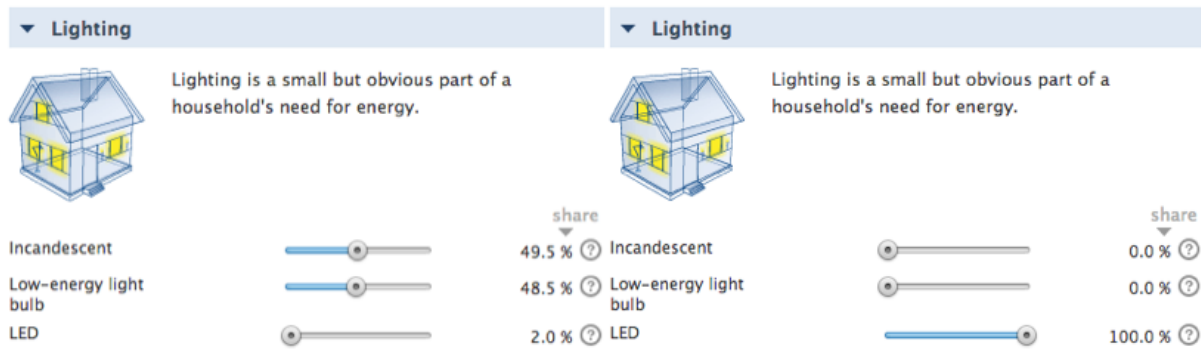 Lighting
Lighting is a small but obvious part of a
household's need for energy.
share
Incandescent 49.5 % ?
Low-energy light
bulb 48.5 % ?
LED 2.0 % ?
Lighting
Lighting is a small but obvious part of a
household's need for energy.
share
Incandescent 0.0 % ?
Low-energy light
bulb 0.0 % ?
LED 100.0 % ?